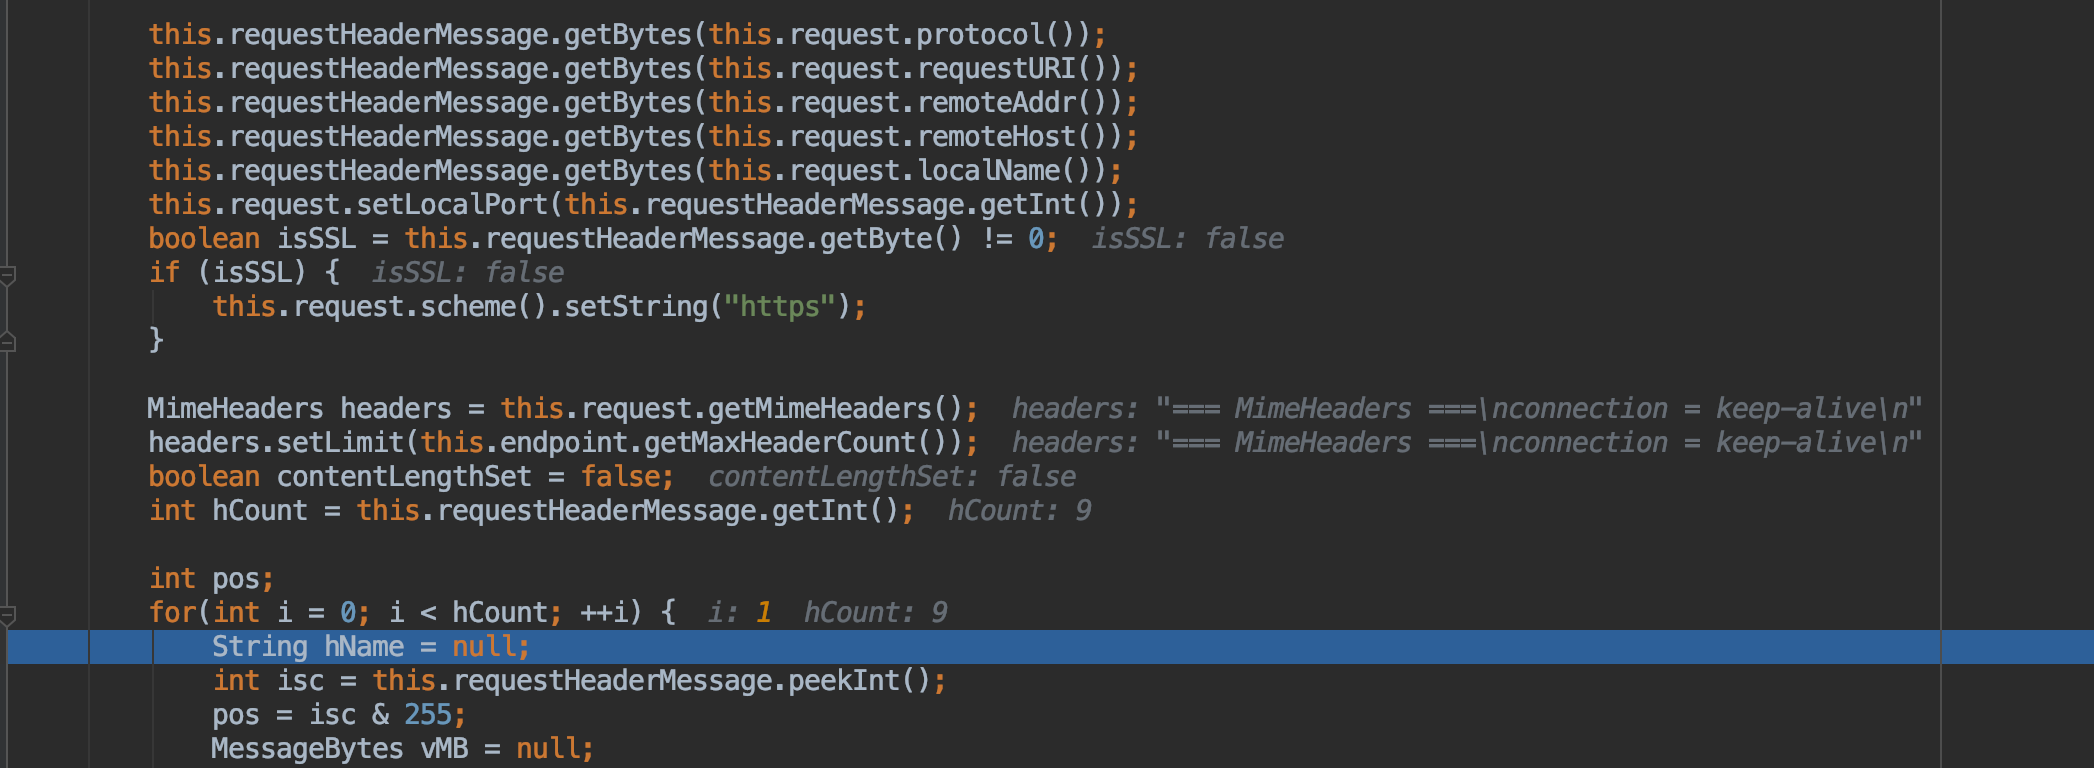 this.requestHeaderMessage.getBytes(this.request.protocol());
this.requestHeaderMessage.getBytes(this.request.requestURI());
this.requestHeaderMessage.getBytes(this.request.remoteAddr());
this.requestHeaderMessage.getBytes(this.request.remoteHost());
this.requestHeaderMessage.getBytes(this.request.localName());
this.request.setLocalPort(this.requestHeaderMessage.getInt());
boolean isSSL = this.requestHeaderMessage.getByte() != 0;  isSSL: false
if (isSSL) {  isSSL: false
    this.request.scheme().setString("https");
}
MimeHeaders headers = this.request.getMimeHeaders();  headers: "=== MimeHeaders ===\nconnection = keep-alive\n"
headers.setLimit(this.endpoint.getMaxHeaderCount());  headers: "=== MimeHeaders ===\nconnection = keep-alive\n"
boolean contentLengthSet = false;  contentLengthSet: false
int hCount = this.requestHeaderMessage.getInt();  hCount: 9
int pos;
for(int i = 0; i < hCount; ++i) {  i: 1  hCount: 9
    String hName = null;
    int isc = this.requestHeaderMessage.peekInt();
    pos = isc & 255;
    MessageBytes vMB = null;